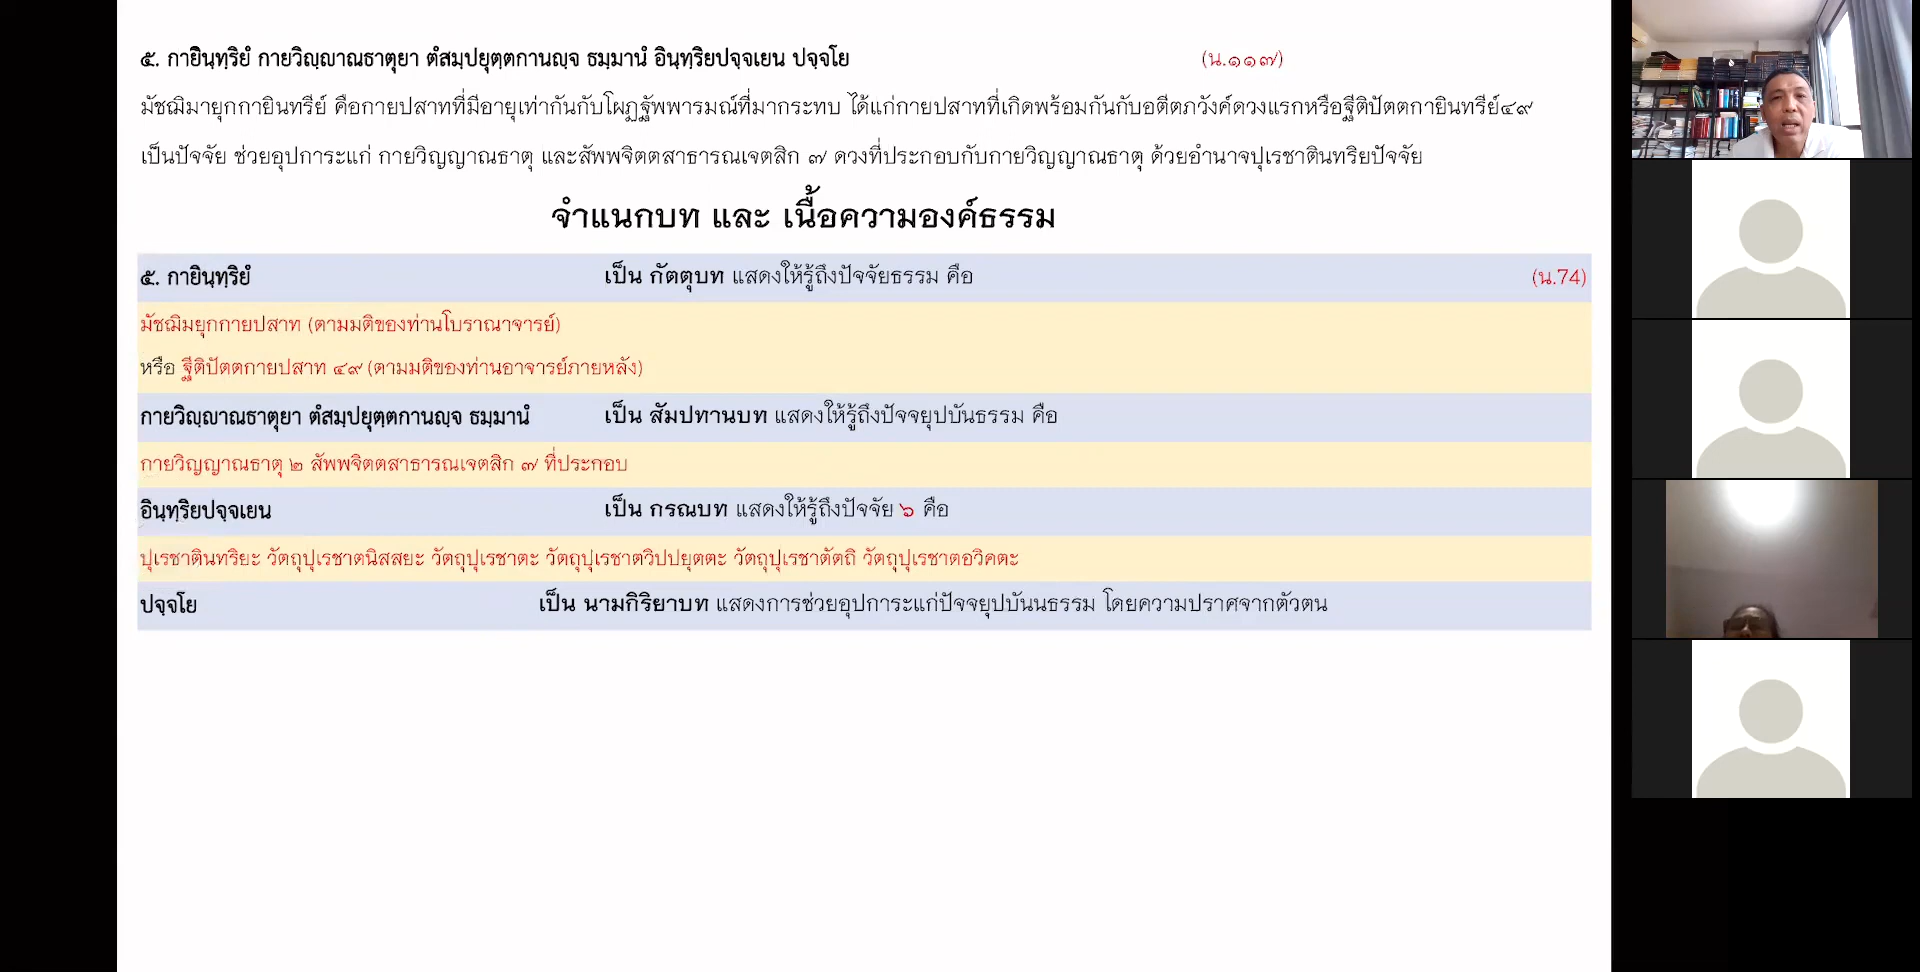 ๕. กายินฺทฺริยํ กายวิญฺญาณธาตุยา ตํสมฺปยุตฺตกานญฺจ ธมฺมานํ อินฺทฺริยปจฺจเยน ปจฺจโย (น.๑๑๗)
มัชฌิมายุกกายินทรีย์ คือกายปสาทที่มีอายุเท่ากันกับโผฏฐัพพารมณ์ที่มากระทบ ได้แก่กายปสาทที่เกิดพร้อมกันกับอตีตภวังค์ดวงแรกหรือฐีติปัตตกายินทรีย์๔๙
เป็นปัจจัย ช่วยอุปการะแก่ กายวิญญาณธาตุ และสัพพจิตตสาธารณเจตสิก ๗ ดวงที่ประกอบกับกายวิญญาณธาตุ ด้วยอำนาจปุเรชาตินทริยปัจจัย
จำแนกบท และ เนื้อความองค์ธรรม
๕. กายินฺทฺริยํ เป็น กัตตุบท แสดงให้รู้ถึงปัจจัยธรรม คือ (น.74)
มัชฌิมยุกกายปสาท (ตามมติของท่านโบราณาจารย์)
หรือ ฐีติปัตตกายปสาท ๔๙ (ตามมติของท่านอาจารย์ภายหลัง)
กายวิญฺญาณธาตุยา ตํสมฺปยุตฺตกานญฺจ ธมฺมานํ เป็น สัมปทานบท แสดงให้รู้ถึงปัจจยุปบันธรรม คือ
กายวิญญาณธาตุ ๒ สัพพจิตตสาธารณเจตสิก ๗ ที่ประกอบ
อินฺทฺริยปจฺจเยน เป็น กรณบท แสดงให้รู้ถึงปัจจัย ๖ คือ
ปุเรชาตินทริยะ วัตถุปุเรชาตนิสสยะ วัตถุปุเรชาตะ วัตถุปุเรชาตวิปปยุตตะ วัตถุปุเรชาตัตถิ วัตถุปุเรชาตอวิคตะ
ปจฺจโย เป็น นามกิริยาบท แสดงการช่วยอุปการะแก่ปัจจยุปบันนธรรม โดยความปราศจากตัวตน